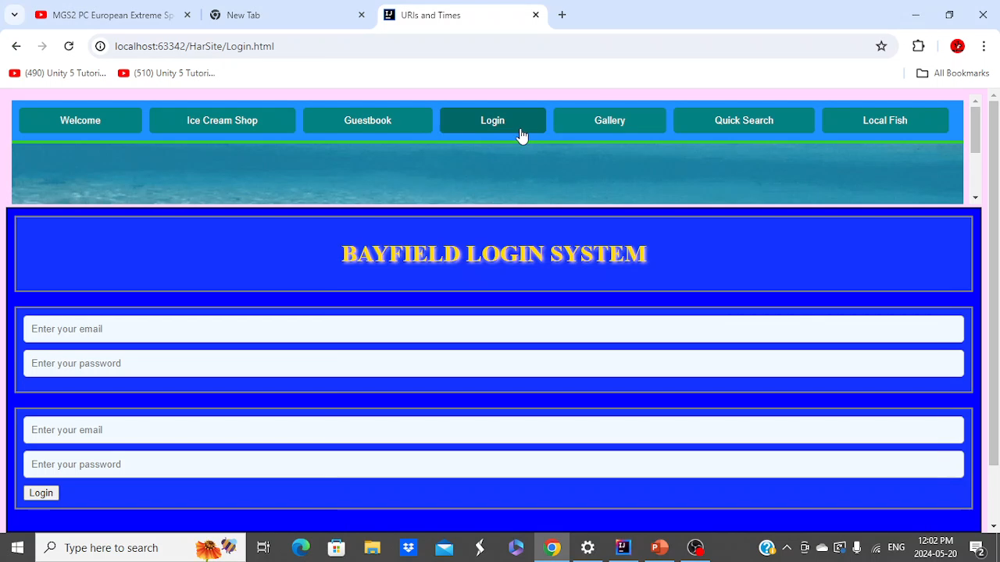 MGS2 PC European Extreme Sp
New Tab
URIs and Times
localhost:63342/HarSite/Login.html
(490) Unity 5 Tutori...
(510) Unity 5 Tutori...
All Bookmarks
Welcome
Ice Cream Shop
Guestbook
Login
Gallery
Quick Search
Local Fish
BAYFIELD LOGIN SYSTEM
Enter your email
Enter your password
Enter your email
Enter your password
Login
Type here to search
ENG
12:02 PM
2024-05-20
2